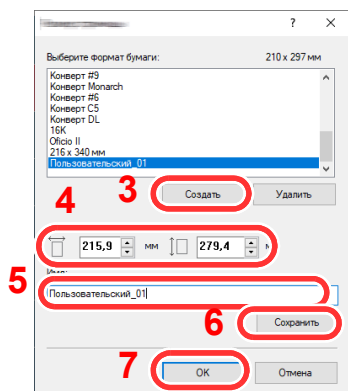 ?
Выберите формат бумаги: 210 x 297 мм
Конверт #9
Конверт Monarch
Конверт #6
Конверт C5
Конверт DL
16K
Oficio II
216 x 340 мм
Пользовательский_01
3 Создать Удалить
4
215,9 мм 279,4
Имя:
5 Пользовательский_01
6 Сохранить
7 OK Отмена